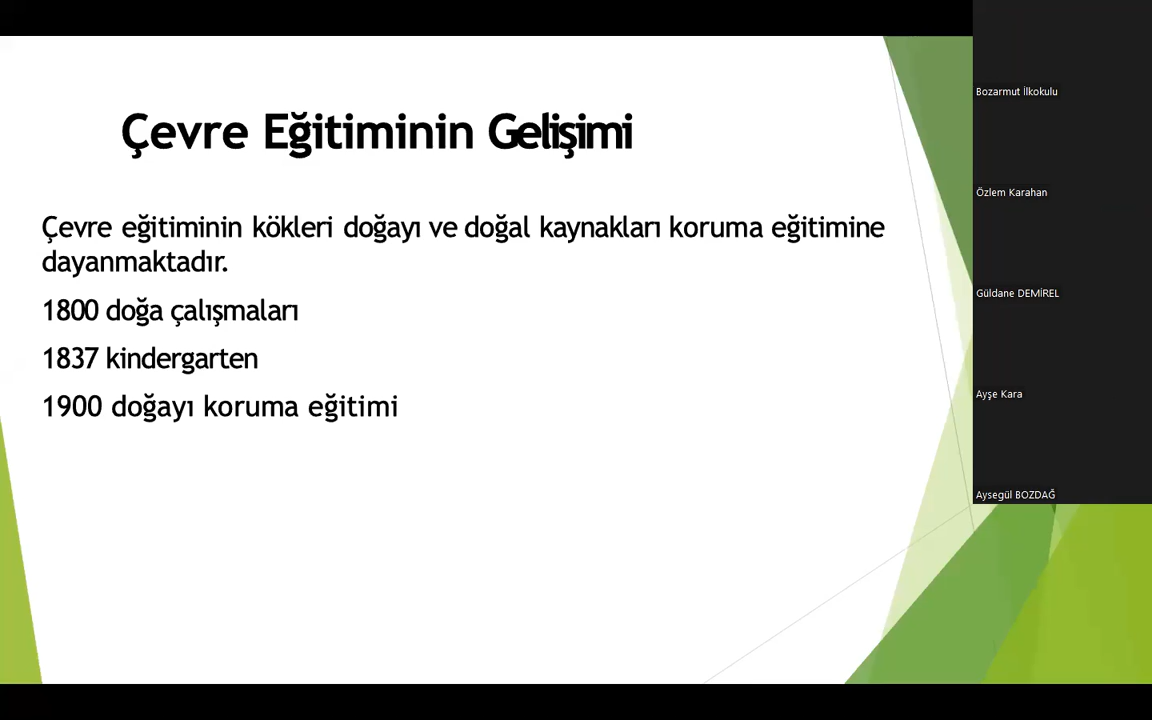 Çevre Eğitiminin Gelişimi
Çevre eğitiminin kökleri doğayı ve doğal kaynakları koruma eğitimine
dayanmaktadır.
1800 doğa çalışmaları
1837 kindergarten
1900 doğayı koruma eğitimi
Bozarmut İlkokulu
Özlem Karahan
Güldane DEMİREL
Ayşe Kara
Aysegül BOZDAĞ